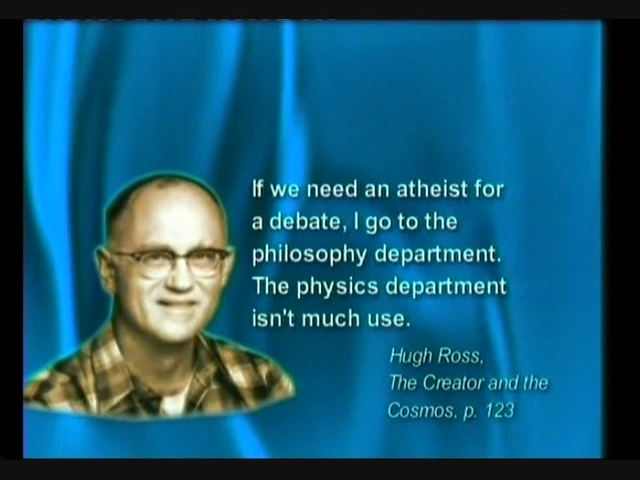 If we need an atheist for
a debate, I go to the
philosophy department.
The physics department
isn't much use.
Hugh Ross,
The Creator and the
Cosmos, p. 123